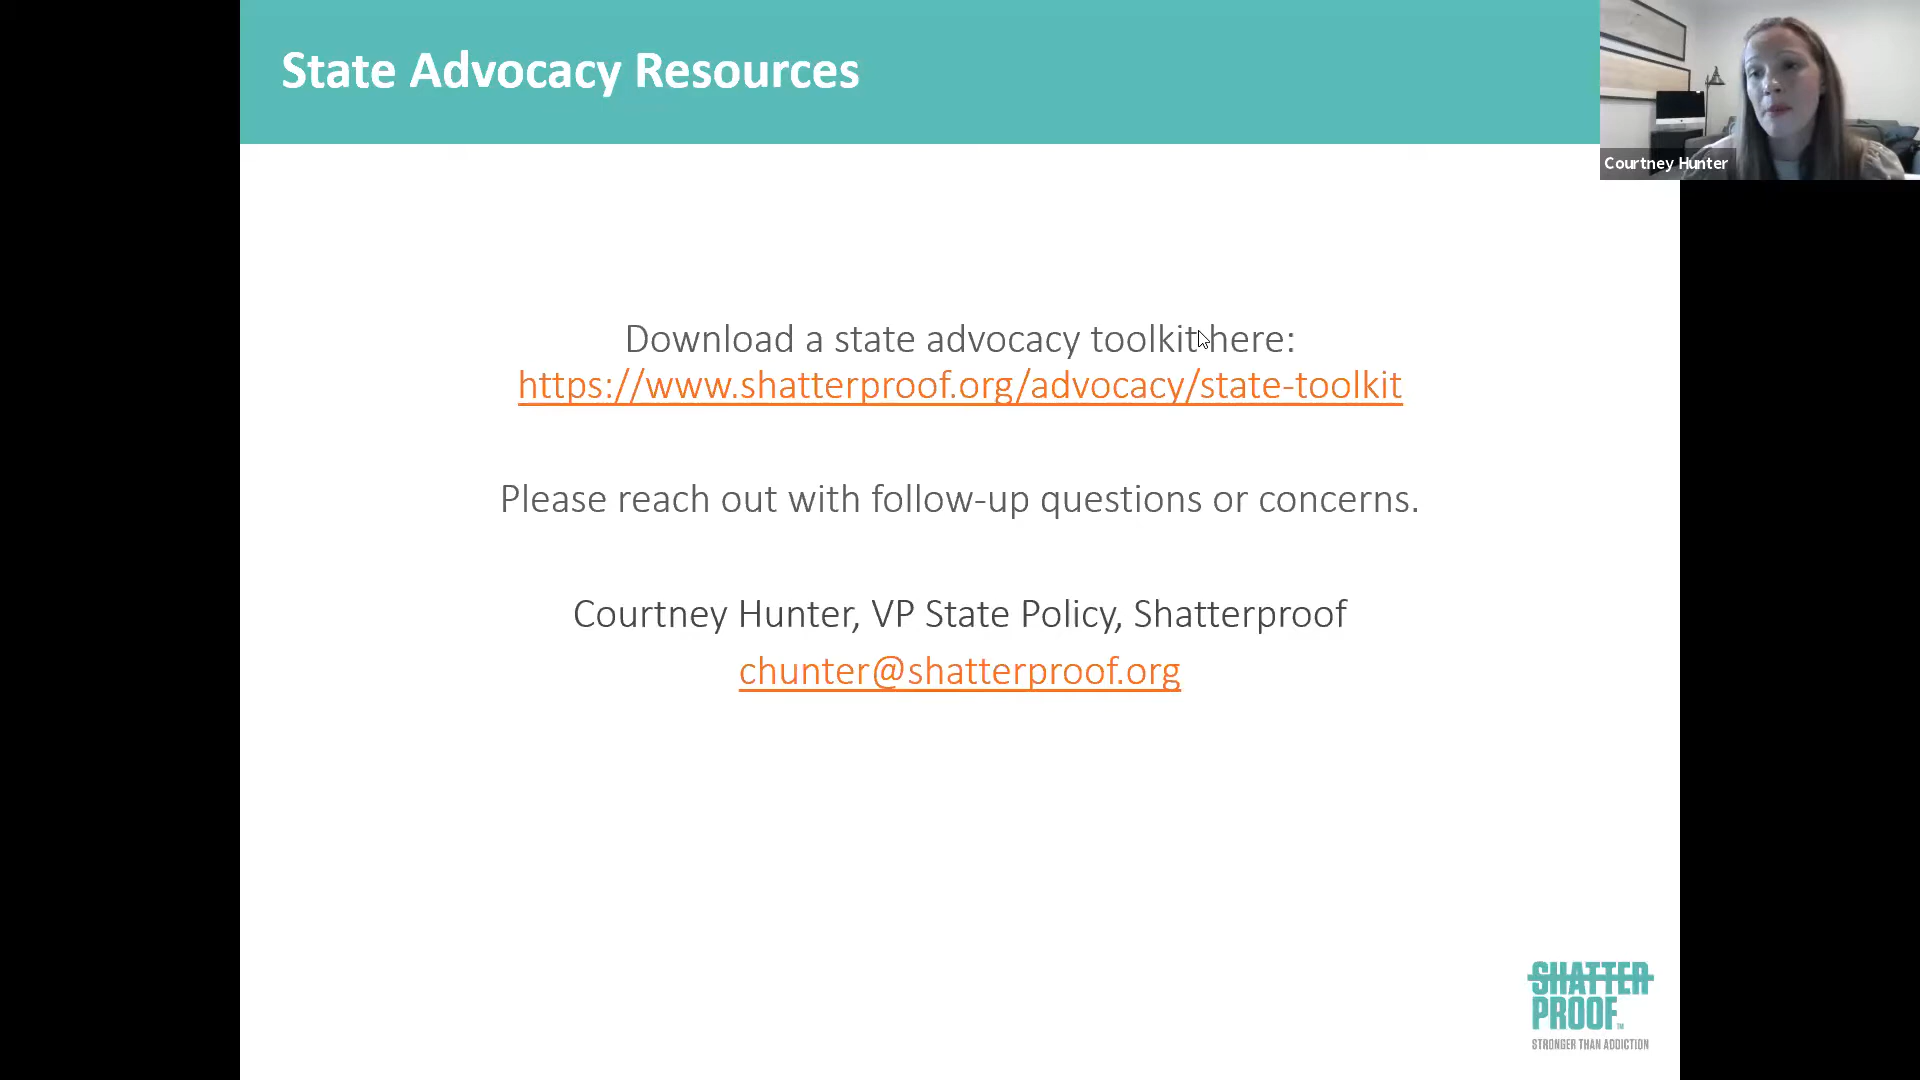 State Advocacy Resources
Courtney Hunter
Download a state advocacy toolkit here:
https://www.shatterproof.org/advocacy/state-toolkit
Please reach out with follow-up questions or concerns.
Courtney Hunter, VP State Policy, Shatterproof
chunter@shatterproof.org
SHATTER
PROOF™
STRONGER THAN ADDICTION